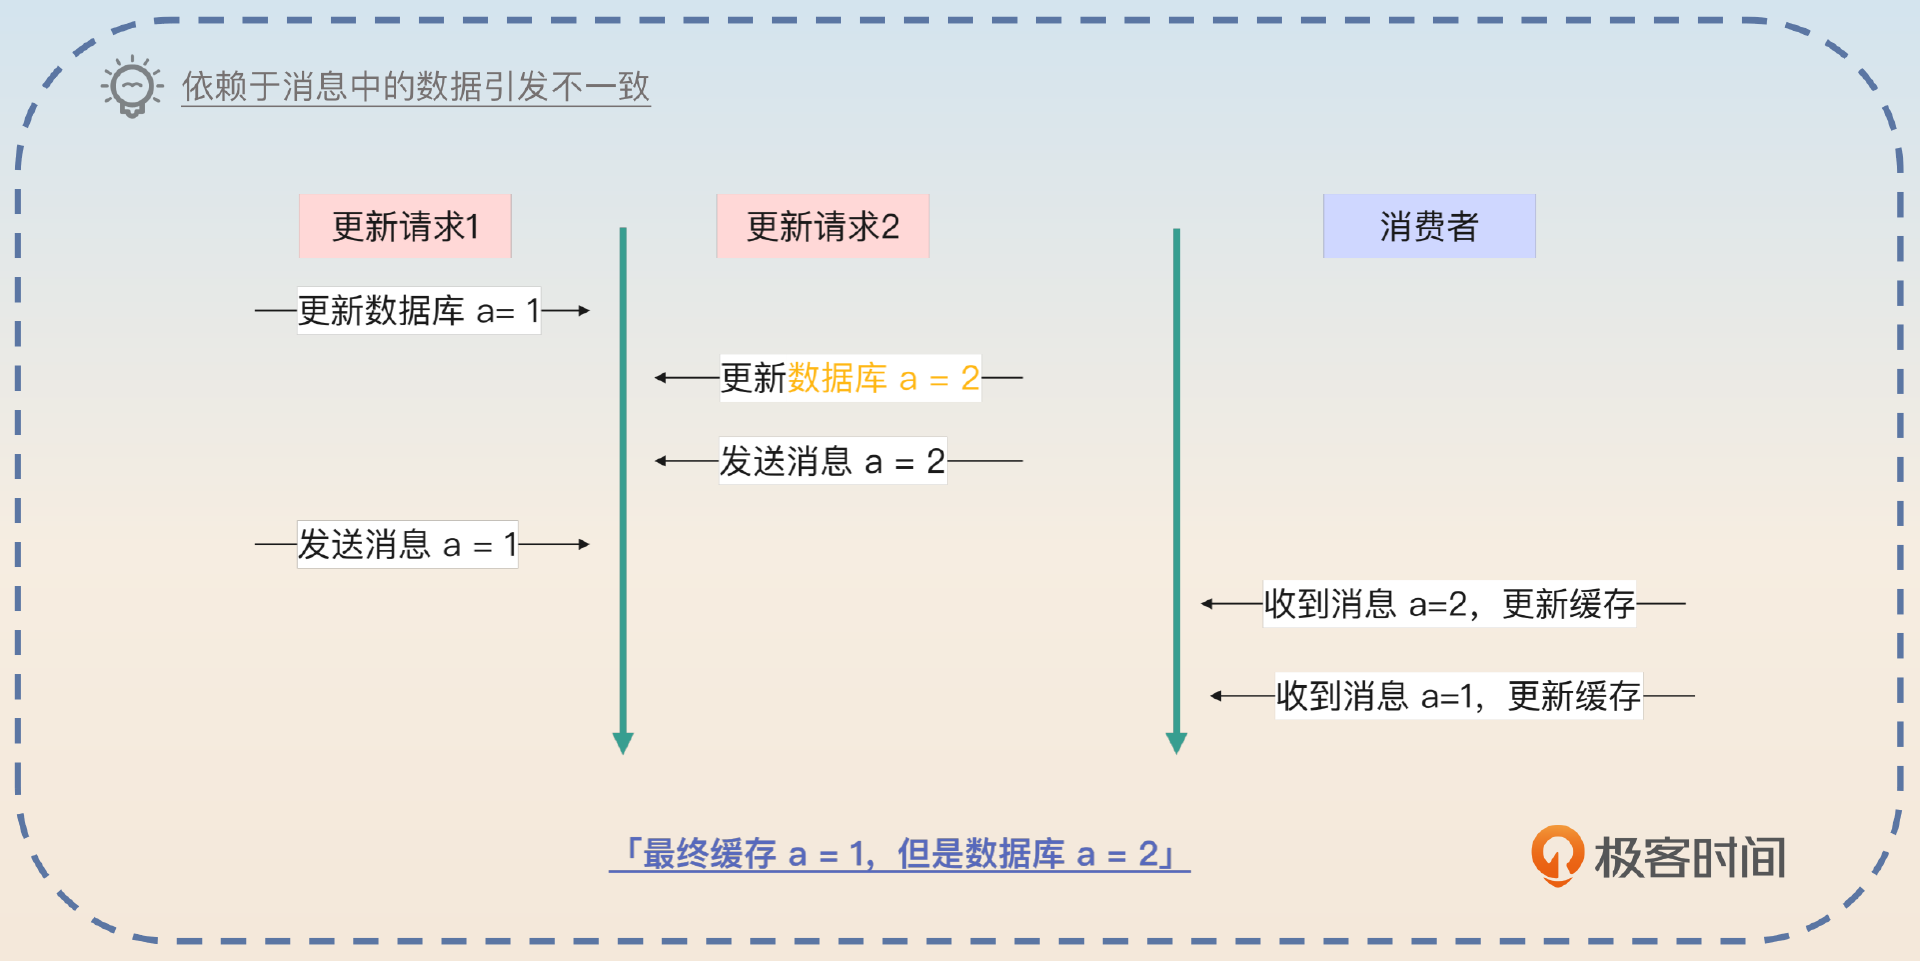 依赖于消息中的数据引发不一致
更新请求1
更新请求2
消费者
更新数据库 a= 1
更新数据库 a = 2
发送消息 a = 2
发送消息 a = 1
收到消息 a=2，更新缓存
收到消息 a=1，更新缓存
「最终缓存 a = 1，但是数据库 a = 2」
极客时间